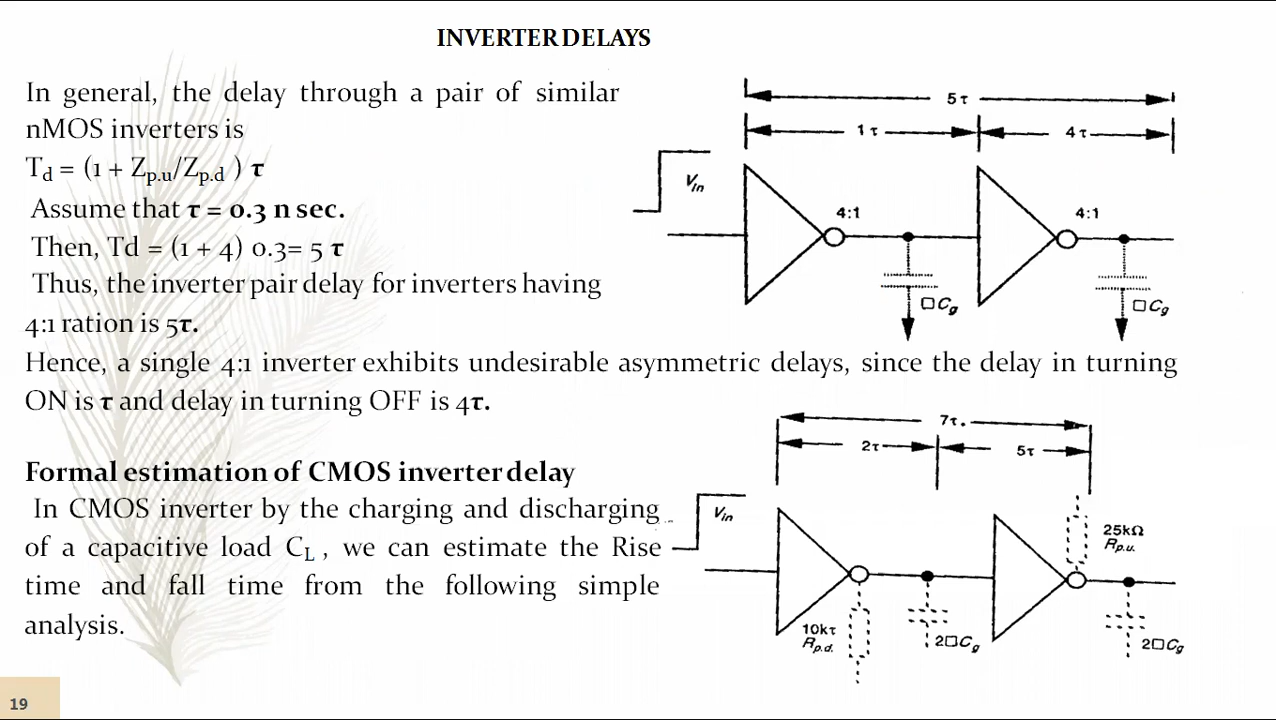 INVERTER DELAYS
In general, the delay through a pair of similar
nMOS inverters is
Td = (1 + Zp.u/Zp.d ) τ
Assume that τ = 0.3 n sec.
Then, Td = (1 + 4) 0.3= 5 τ
Thus, the inverter pair delay for inverters having
4:1 ration is 5τ.
5τ
1τ
4τ
Vin
4:1
4:1
□Cg
□Cg
Hence, a single 4:1 inverter exhibits undesirable asymmetric delays, since the delay in turning
ON is τ and delay in turning OFF is 4τ.
Formal estimation of CMOS inverter delay
In CMOS inverter by the charging and discharging
of a capacitive load CL , we can estimate the Rise
time and fall time from the following simple
analysis.
7τ.
2τ
5τ
Vin
25kΩ
Rp.u.
10kτ
Rp.d.
2□Cg
2□Cg
19